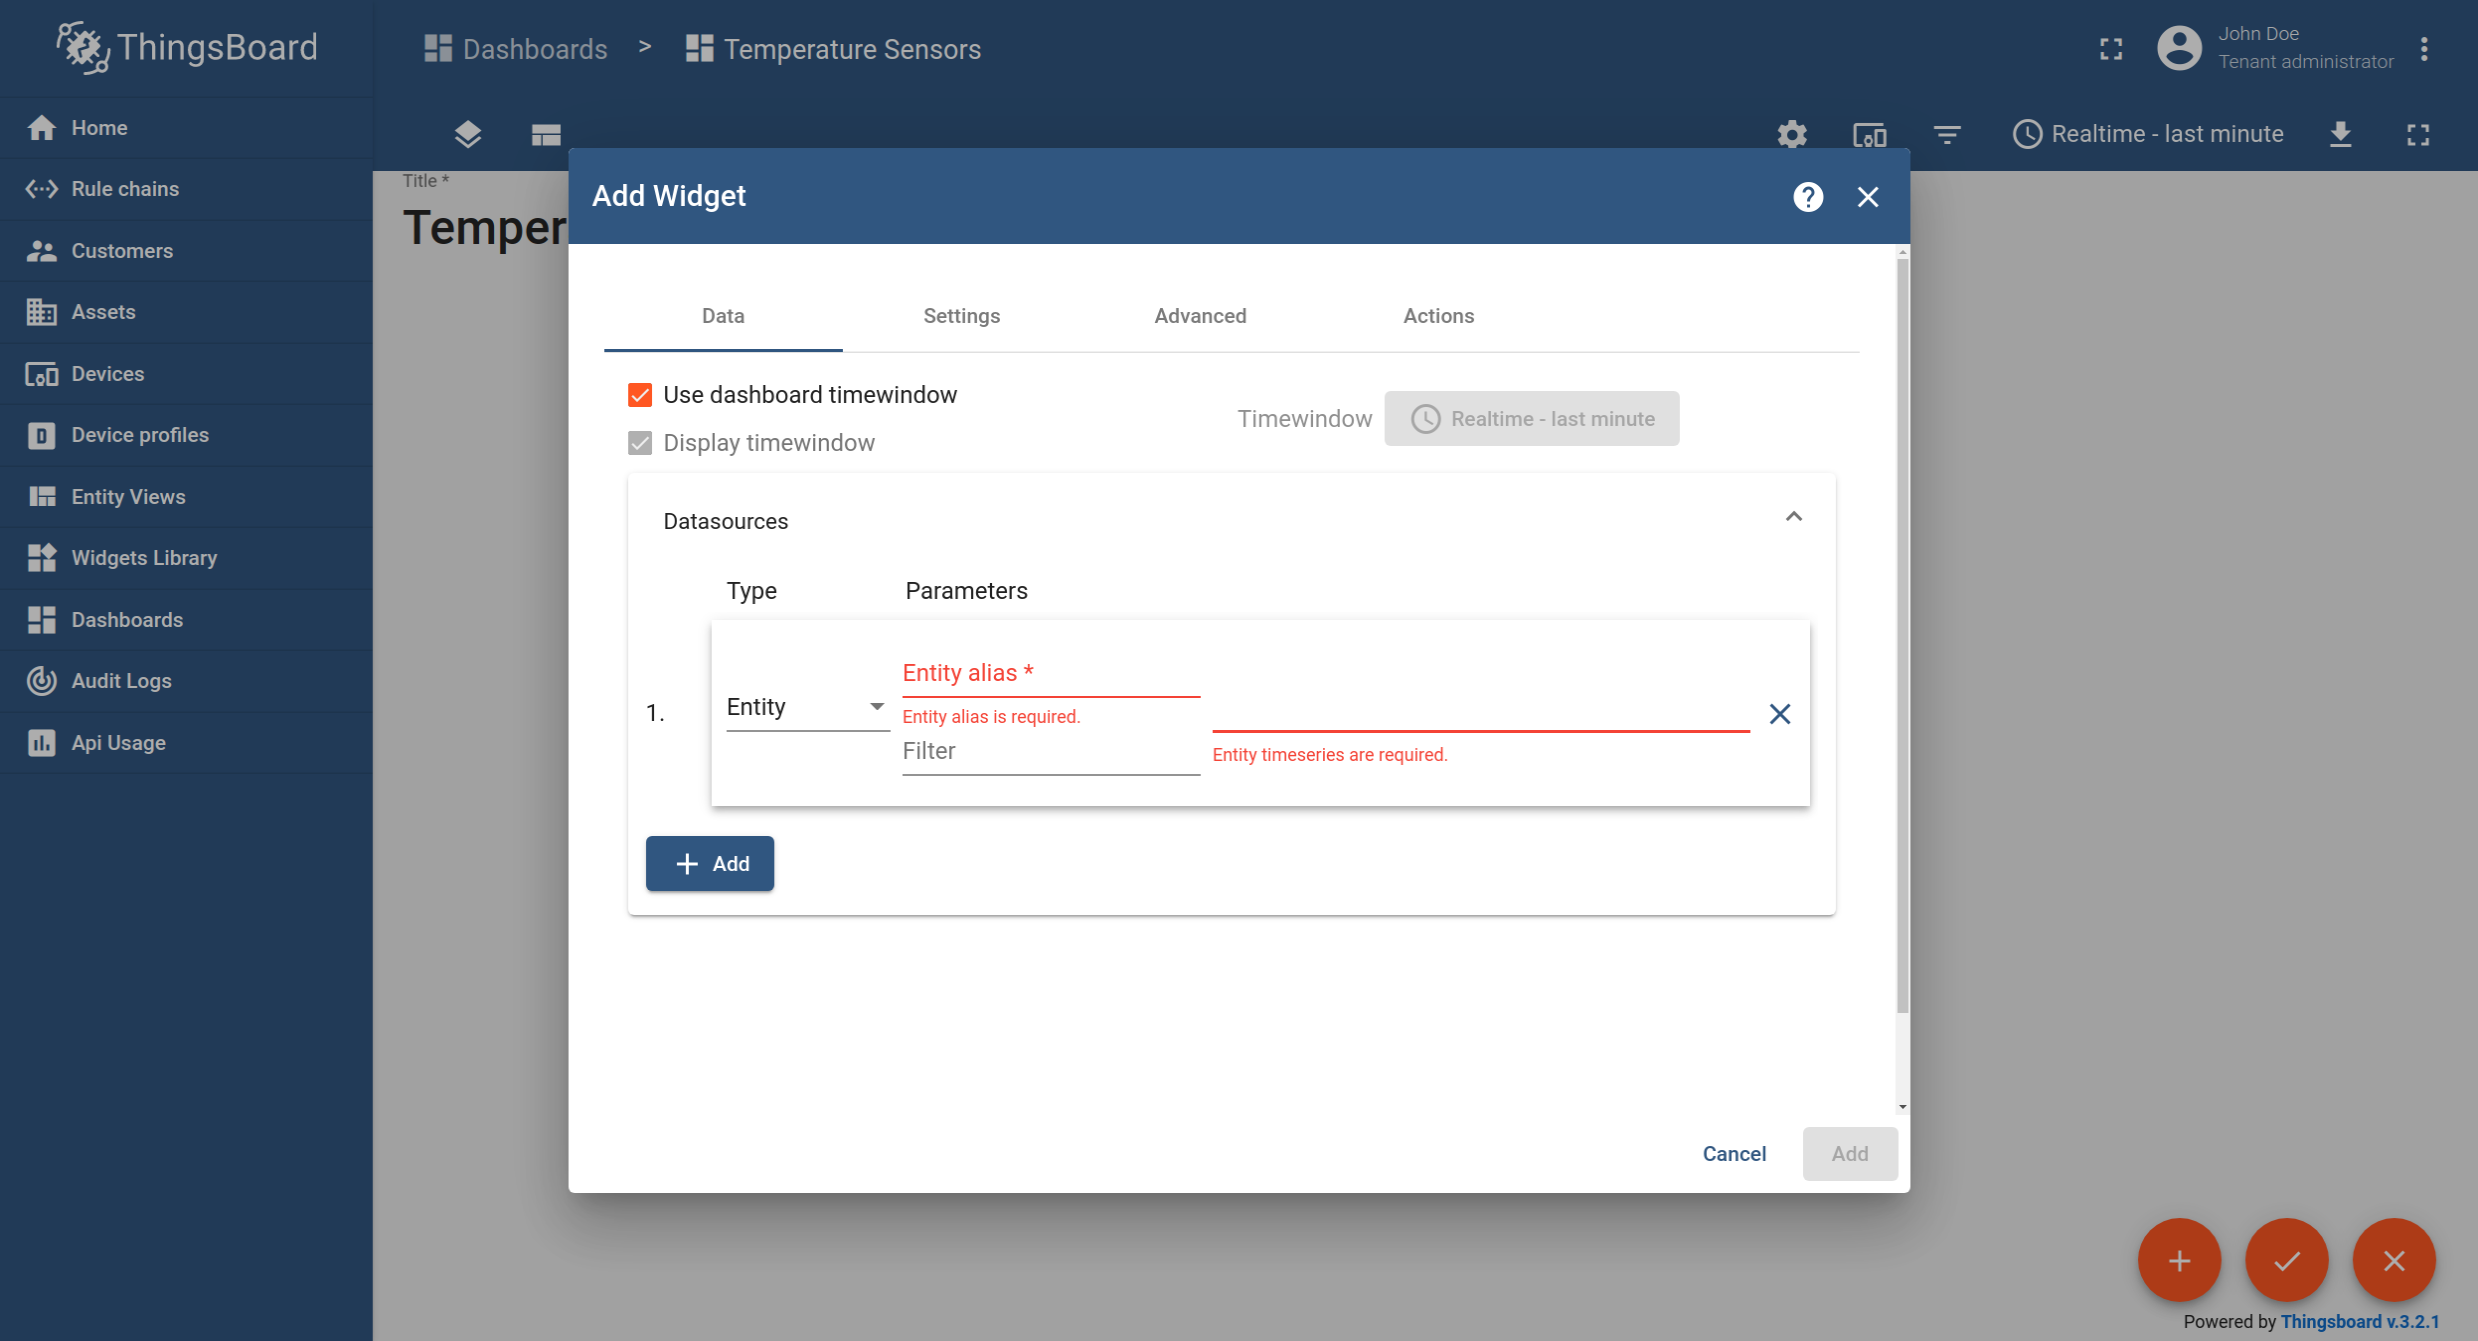 ThingsBoard
Dashboards > Temperature Sensors
John Doe
Tenant administrator
Home
Rule chains
Customers
Assets
Devices
Device profiles
Entity Views
Widgets Library
Dashboards
Audit Logs
Api Usage
Realtime - last minute
Title *
Temper
Add Widget
Data Settings Advanced Actions
Use dashboard timewindow
Display timewindow
Timewindow Realtime - last minute
Datasources
Type Parameters
1.
Entity
Entity alias *
Entity alias is required.
Filter
Entity timeseries are required.
Add
Cancel Add
Powered by Thingsboard v.3.2.1